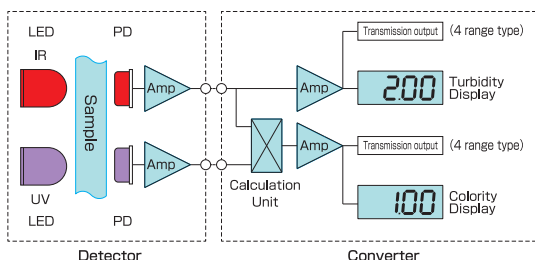 LED
PD
IR
Sample
Amp
Amp
Transmission output
(4 range type)
2.00
Turbidity
Display
Amp
Amp
Calculation
Unit
Transmission output
(4 range type)
1.00
Colority
Display
UV
LED
PD
Detector
Converter